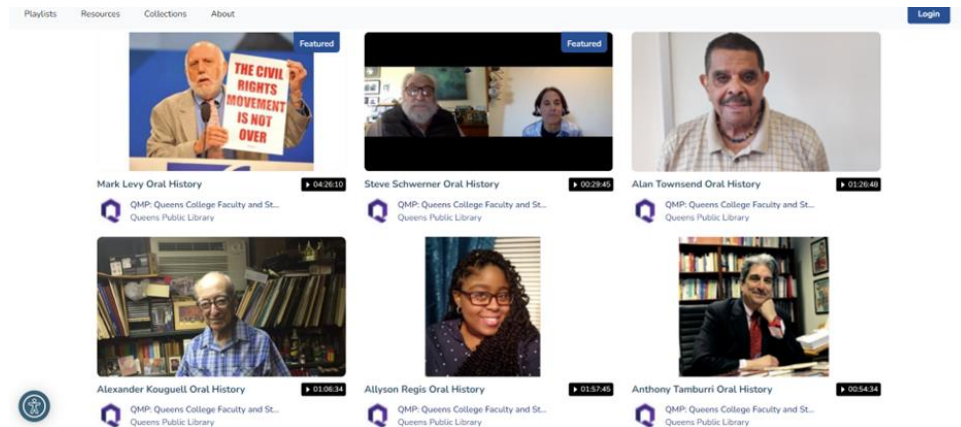 Playlists Resources Collections About Login
Featured
Featured
THE CIVIL
RIGHTS
MOVEMENT
IS NOT
OVER
Mark Levy Oral History 04:26:10
Steve Schwerner Oral History 00:29:45
Alan Townsend Oral History 01:26:48
QMP: Queens College Faculty and St...
Queens Public Library
QMP: Queens College Faculty and St...
Queens Public Library
QMP: Queens College Faculty and St...
Queens Public Library
Alexander Kouguell Oral History 01:06:34
Allyson Regis Oral History 01:57:45
Anthony Tamburri Oral History 00:54:34
QMP: Queens College Faculty and St...
Queens Public Library
QMP: Queens College Faculty and St...
Queens Public Library
QMP: Queens College Faculty and St...
Queens Public Library